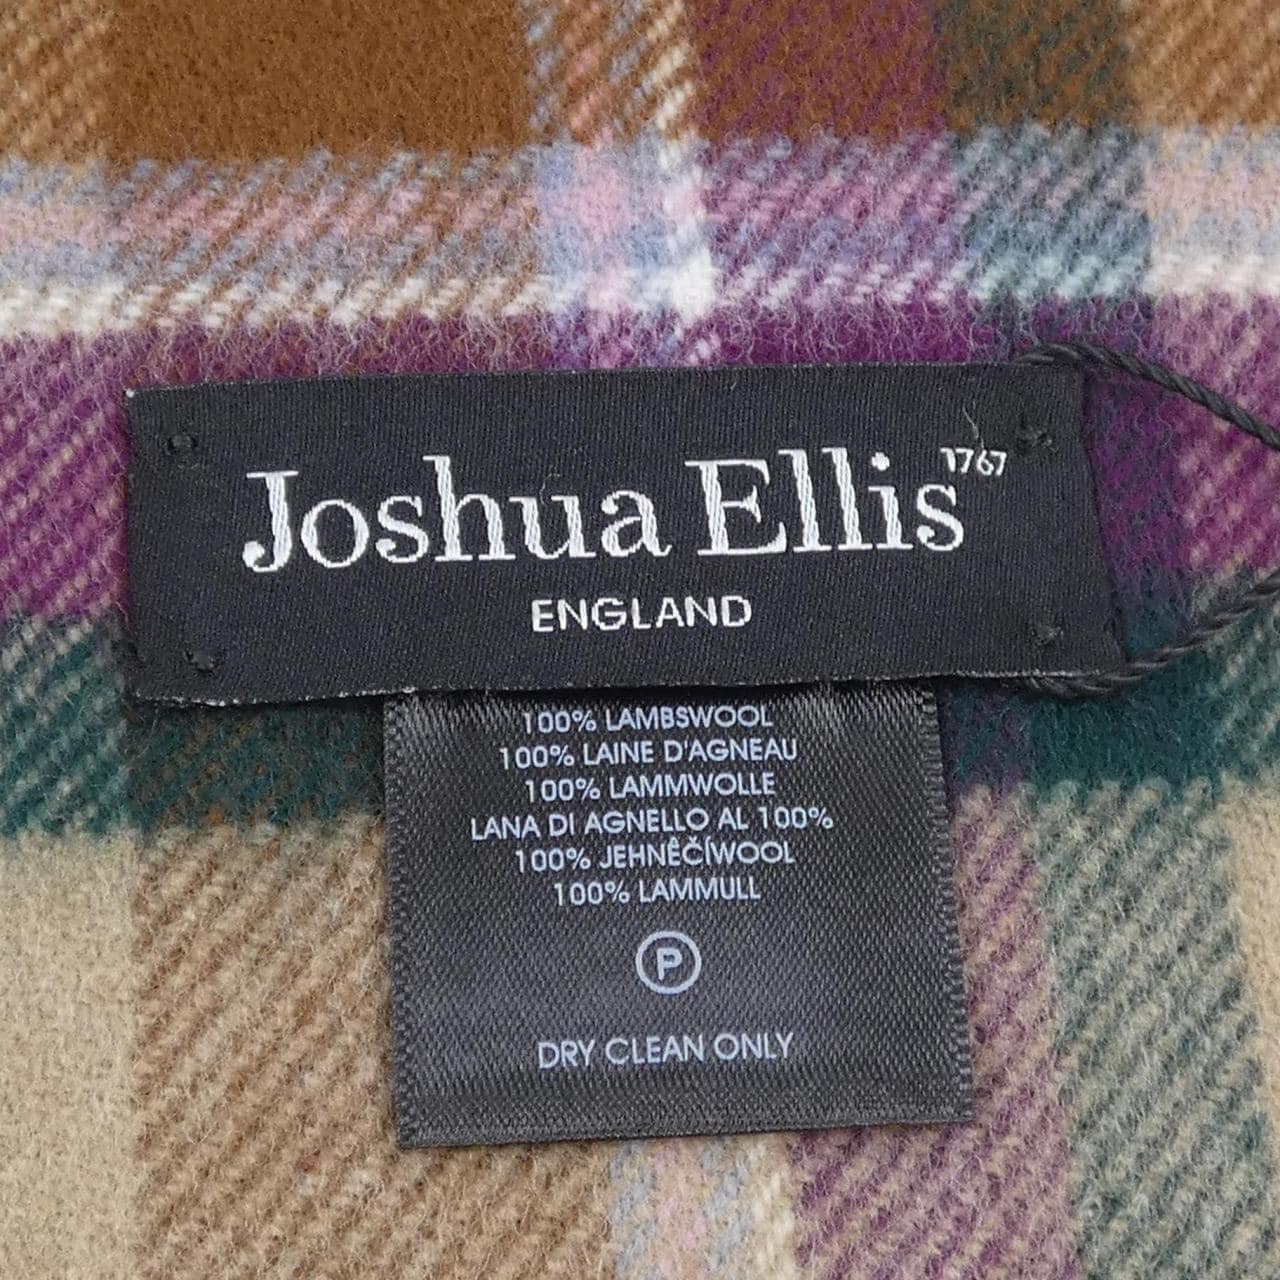 Joshua Ellis 1767
ENGLAND
100% LAMBSWOOL
100% LAINE D'AGNEAU
100% LAMMWOLLE
LANA DI AGNELLO AL 100%
100% JEHNÊČÍWOOL
100% LAMMULL
P
DRY CLEAN ONLY